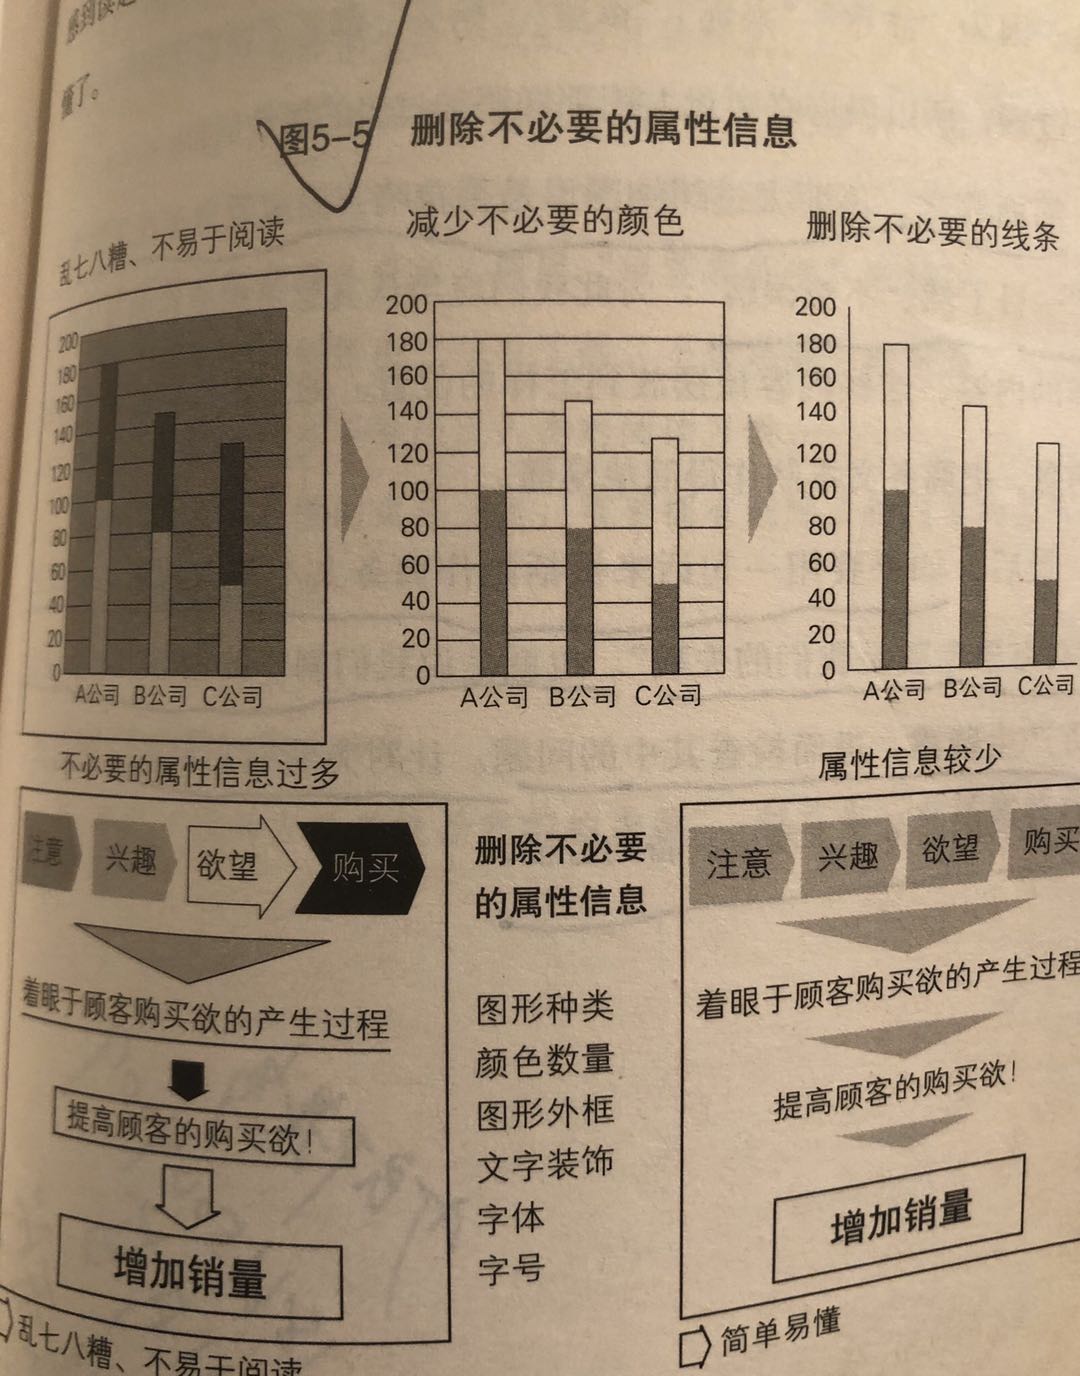 感到读
懂了。
图5-5 删除不必要的属性信息
乱七八糟、不易于阅读
200
180
160
140
120
100
80
60
40
20
0
A公司 B公司 C公司
减少不必要的颜色
200
180
160
140
120
100
80
60
40
20
0
A公司 B公司 C公司
删除不必要的线条
200
180
160
140
120
100
80
60
40
20
0
A公司 B公司 C公司
不必要的属性信息过多
注意 兴趣 欲望 购买
着眼于顾客购买欲的产生过程
提高顾客的购买欲！
增加销量
乱七八糟、不易于阅读
删除不必要
的属性信息
图形种类
颜色数量
图形外框
文字装饰
字体
字号
属性信息较少
注意 兴趣 欲望 购买
着眼于顾客购买欲的产生过程
提高顾客的购买欲！
增加销量
简单易懂